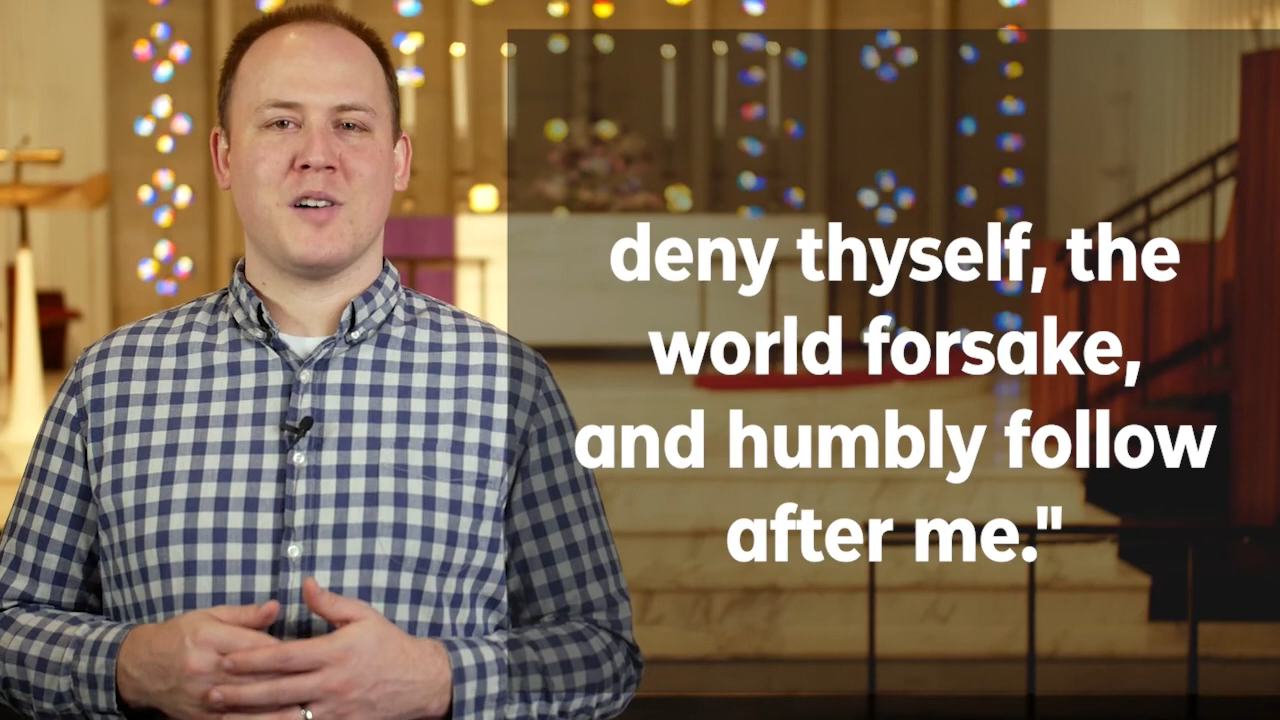 deny thyself, the
world forsake,
and humbly follow
after me."